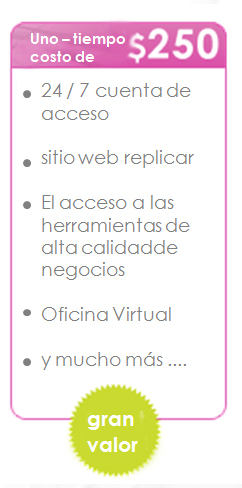 Uno – tiempo
costo de $250
24 / 7 cuenta de
acceso
sitio web replicar
El acceso a las
herramientas de
alta calidadde
negocios
Oficina Virtual
y mucho más ....
gran
valor